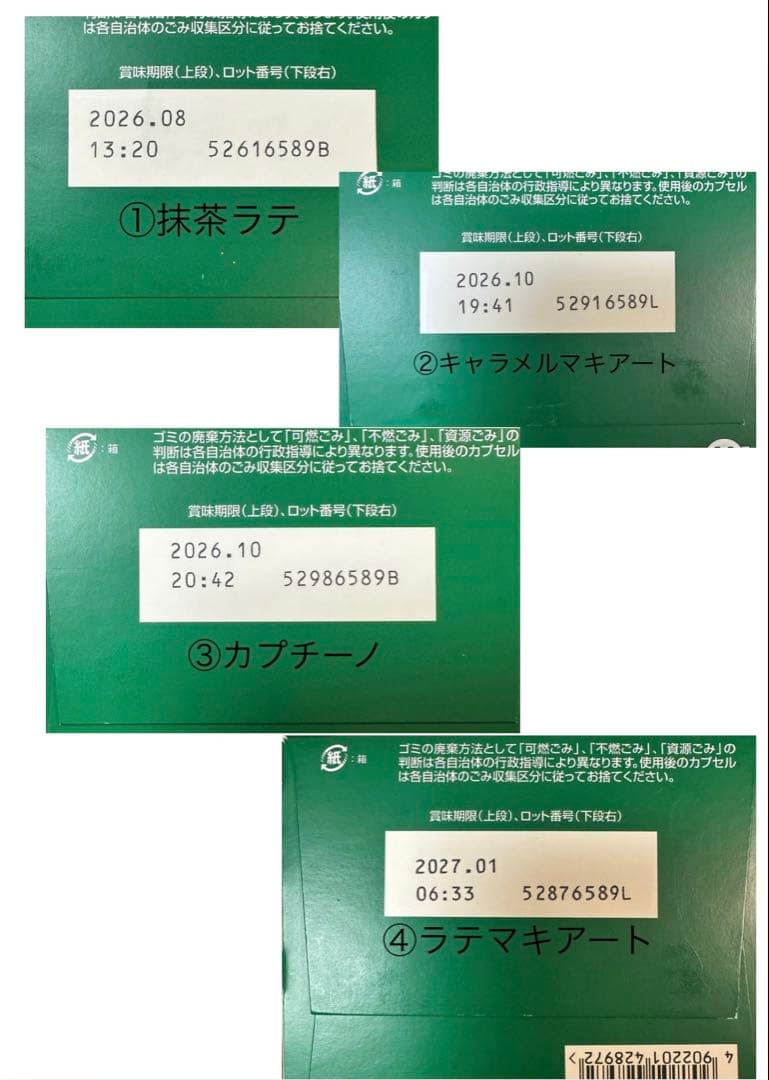 は各自治体のごみ収集区分に従ってお捨てください。
賞味期限(上段)、ロット番号(下段右)
2026.08
13:20 52616589B
①抹茶ラテ
紙:箱
ゴミの廃棄方法として「可燃ごみ」、「不燃ごみ」、「資源ごみ」の
判断は各自治体の行政指導により異なります。使用後のカプセル
は各自治体のごみ収集区分に従ってお捨てください。
賞味期限(上段)、ロット番号(下段右)
2026.10
19:41 52916589L
②キャラメルマキアート
紙:箱
ゴミの廃棄方法として「可燃ごみ」、「不燃ごみ」、「資源ごみ」の
判断は各自治体の行政指導により異なります。使用後のカプセル
は各自治体のごみ収集区分に従ってお捨てください。
賞味期限(上段)、ロット番号(下段右)
2026.10
20:42 52986589B
③カプチーノ
紙:箱
ゴミの廃棄方法として「可燃ごみ」、「不燃ごみ」、「資源ごみ」の
判断は各自治体の行政指導により異なります。使用後のカプセル
は各自治体のごみ収集区分に従ってお捨てください。
賞味期限(上段)、ロット番号(下段右)
2027.01
06:33 52876589L
④ラテマキアート
4 902201 428972 >